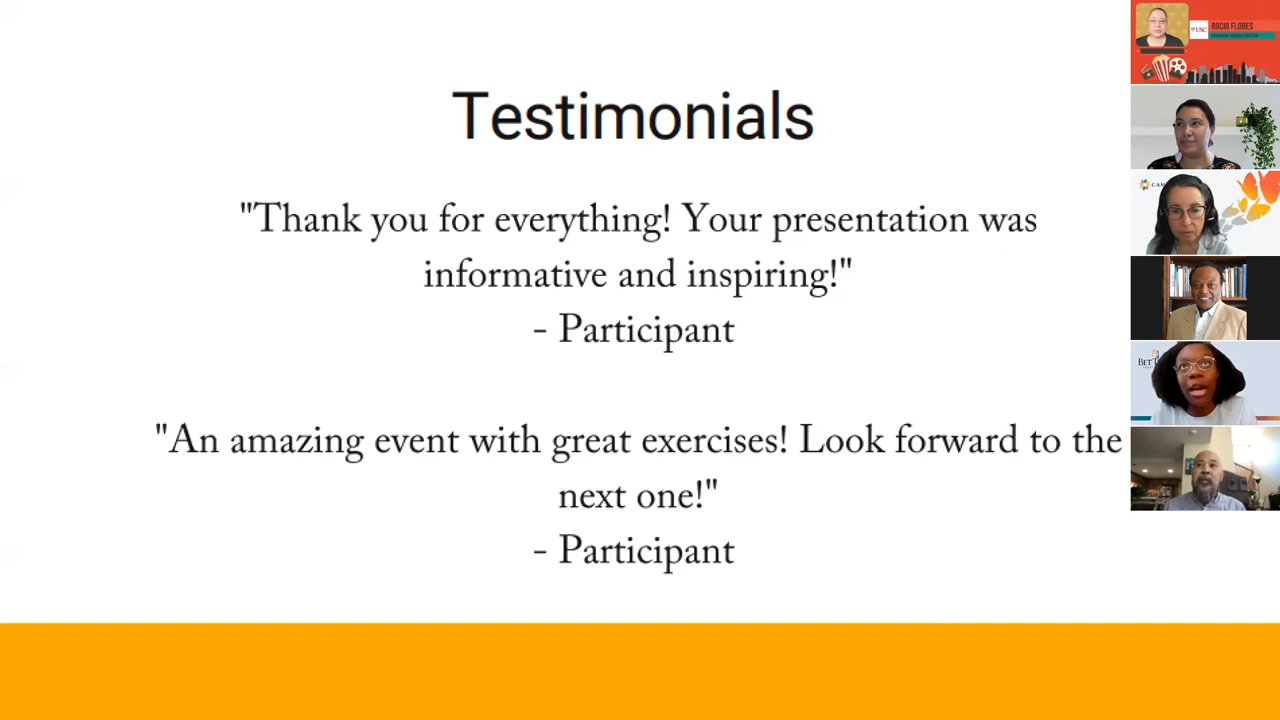 Testimonials
"Thank you for everything! Your presentation was
informative and inspiring!"
- Participant
"An amazing event with great exercises! Look forward to the
next one!"
- Participant
USC
ROCIO FLORES